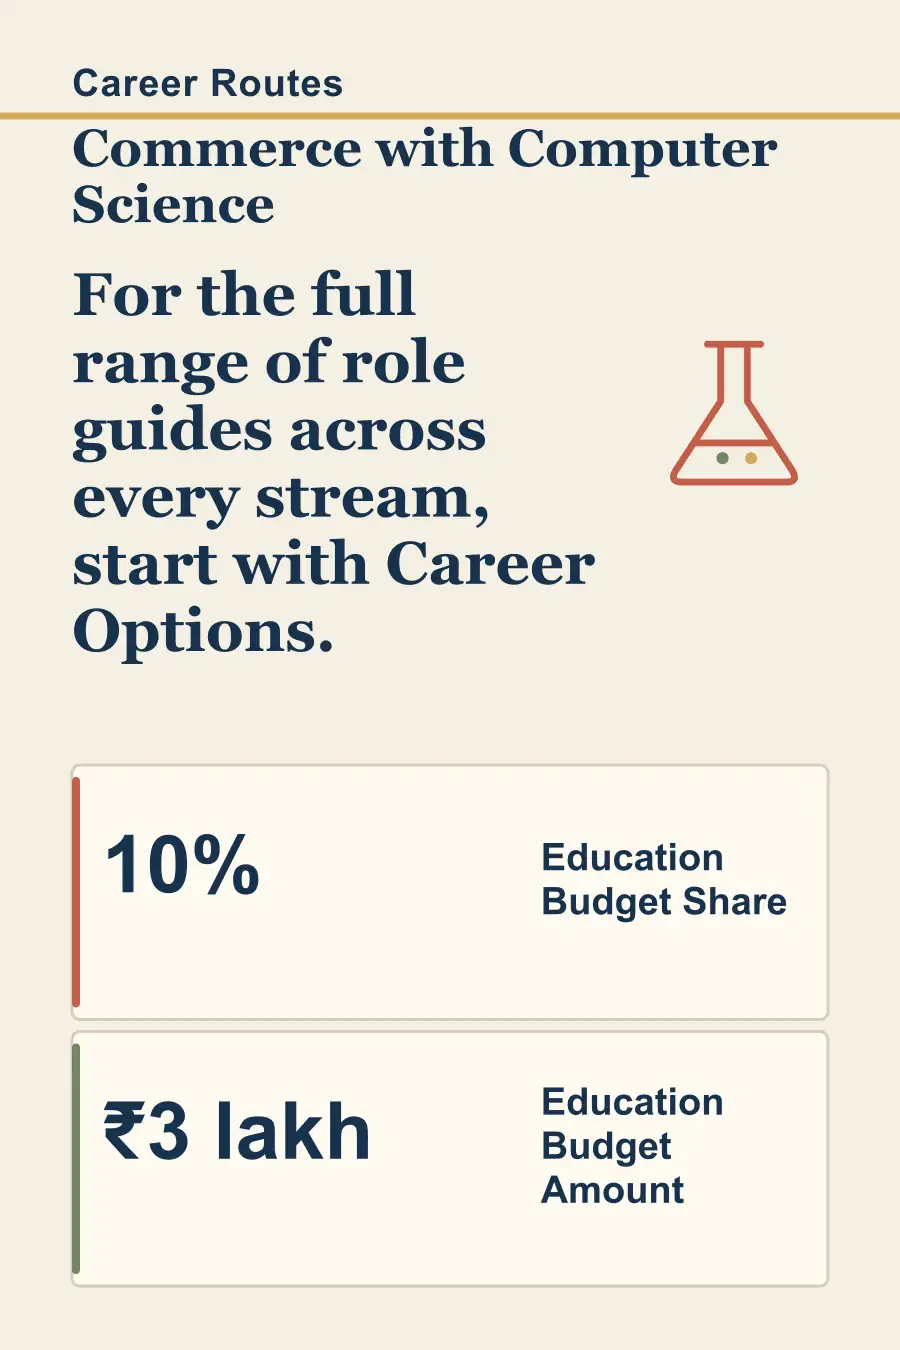 Career Routes
Commerce with Computer
Science
For the full
range of role
guides across
every stream,
start with Career
Options.
10%
Education
Budget Share
₹3 lakh
Education
Budget
Amount